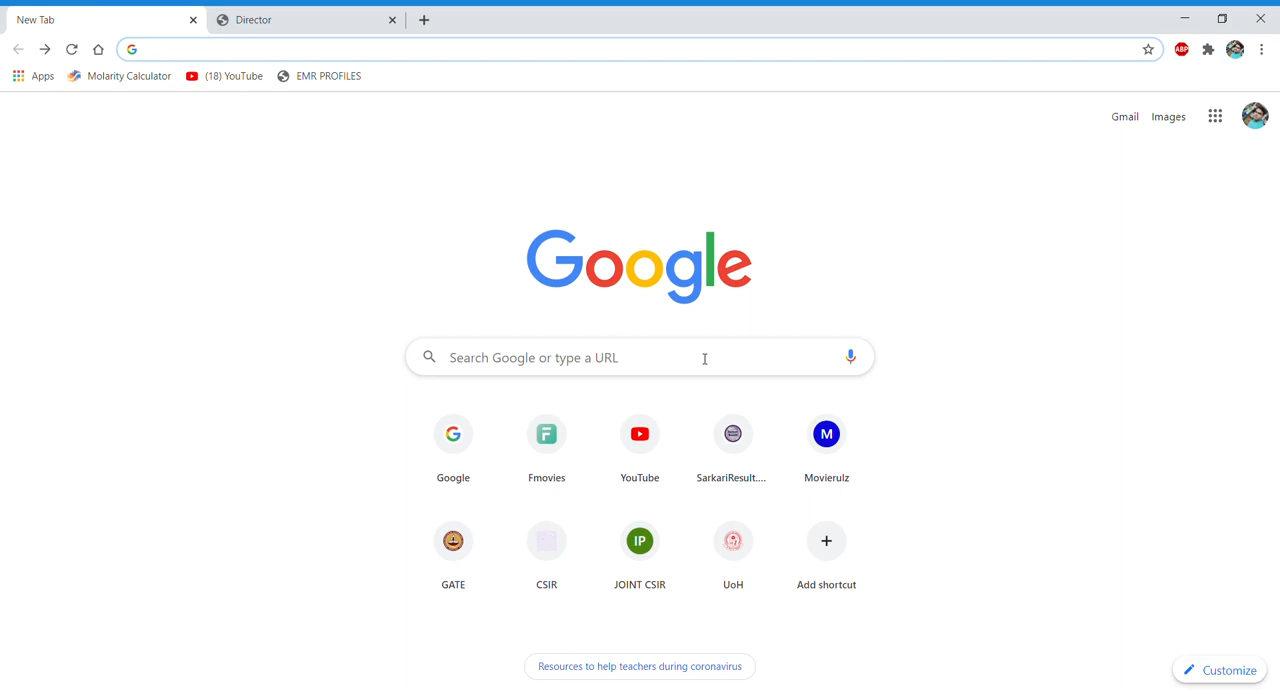 New Tab
Director
Apps
Molarity Calculator
(18) YouTube
EMR PROFILES
ABP
Gmail
Images
Google
Search Google or type a URL
G
F
M
Google
Fmovies
YouTube
SarkariResult....
Movierulz
IP
GATE
CSIR
JOINT CSIR
UoH
Add shortcut
Resources to help teachers during coronavirus
Customize